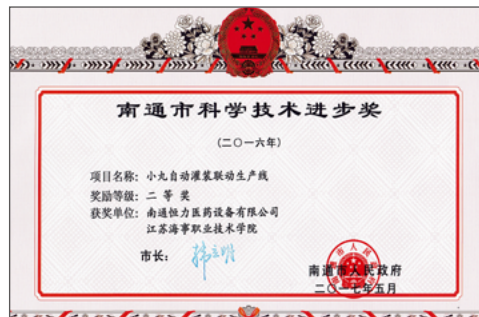 南通市科学技术进步奖
(二〇一六年)
项目名称：小丸自动灌装联动生产线
奖励等级：二等奖
获奖单位：南通恒力医药设备有限公司
江苏海事职业技术学院
市长：
南通市人民政府
二〇一七年五月